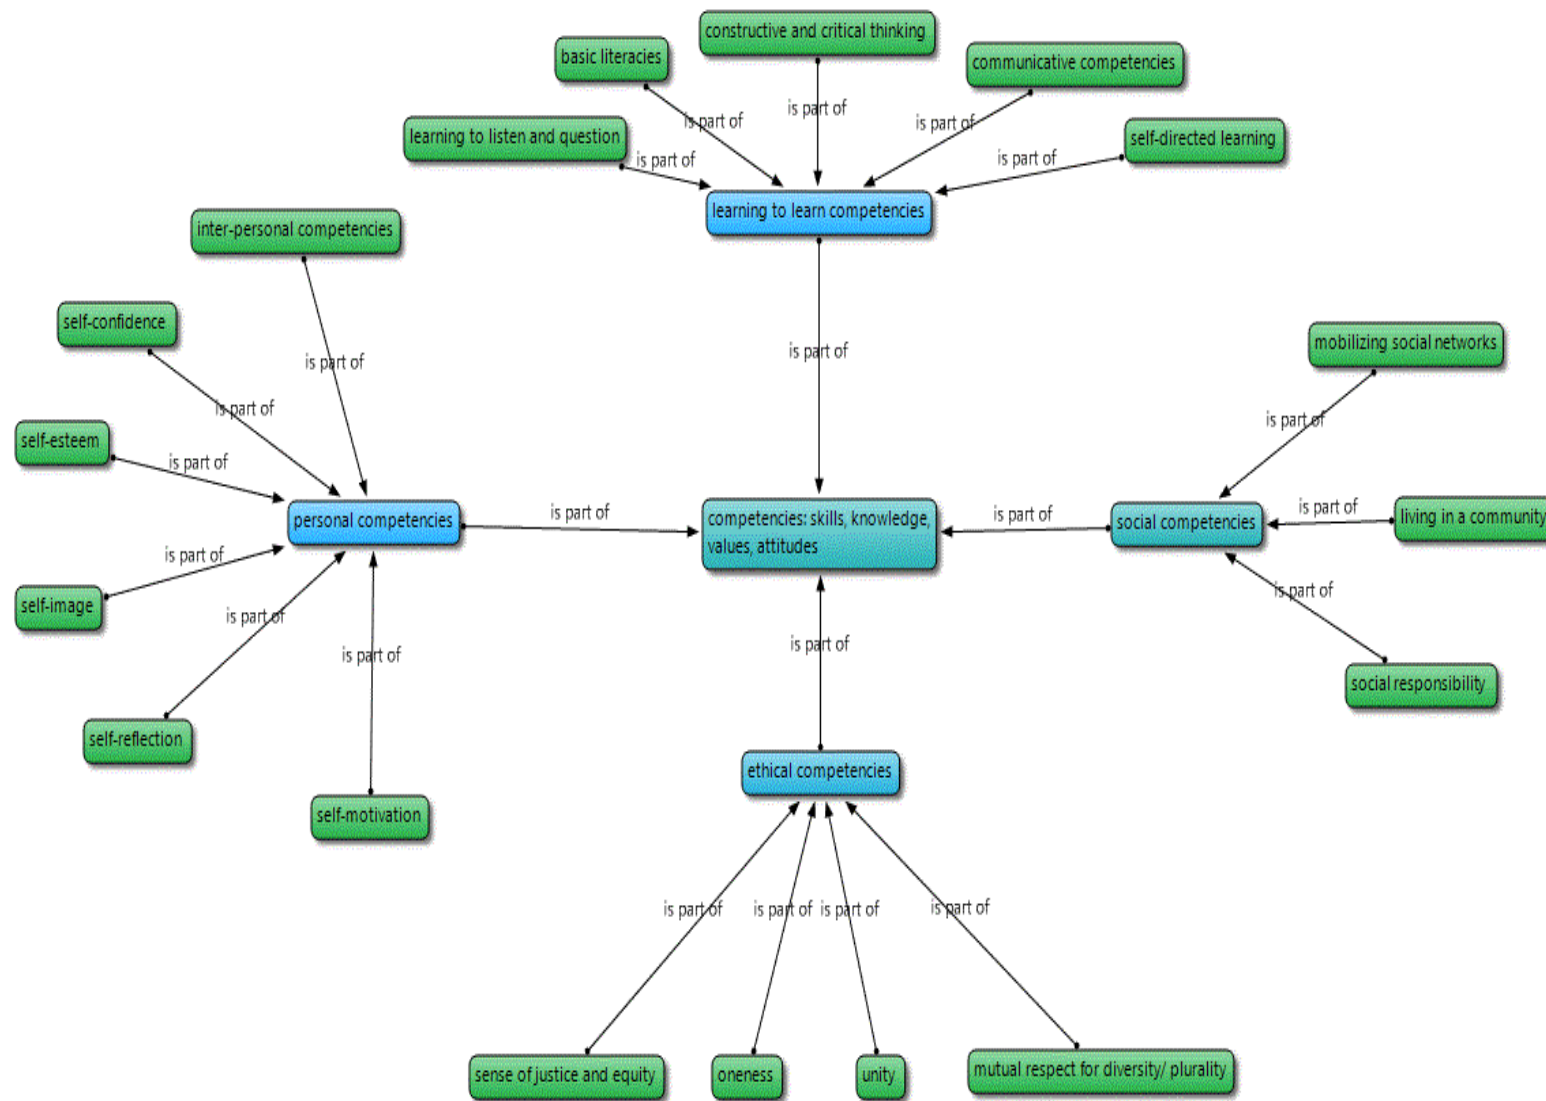 constructive and critical thinking
basic literacies
communicative competencies
is part of
is part of
is part of
learning to listen and question
self-directed learning
is part of
is part of
learning to learn competencies
inter-personal competencies
self-confidence
mobilizing social networks
is part of
is part of
is part of
is part of
self-esteem
is part of
is part of
personal competencies
is part of
competencies: skills, knowledge,
values, attitudes
is part of
social competencies
is part of
living in a community
is part of
self-image
is part of
is part of
is part of
is part of
social responsibility
self-reflection
ethical competencies
self-motivation
is part of
is part of
is part of
is part of
sense of justice and equity
oneness
unity
mutual respect for diversity/ plurality